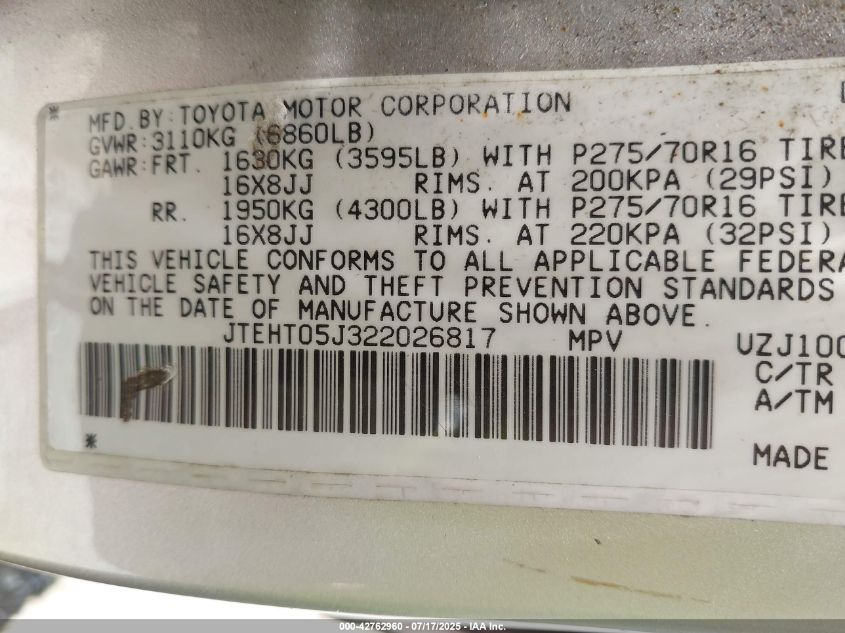 MFD.BY:TOYOTA MOTOR CORPORATION
GVWR:3110KG (6860LB)
GAWR:FRT. 1630KG (3595LB) WITH P275/70R16 TIRE
16X8JJ RIMS. AT 200KPA (29PSI)
RR. 1950KG (4300LB) WITH P275/70R16 TIRE
16X8JJ RIMS. AT 220KPA (32PSI)
THIS VEHICLE CONFORMS TO ALL APPLICABLE FEDERA
VEHICLE SAFETY AND THEFT PREVENTION STANDARDS
ON THE DATE OF MANUFACTURE SHOWN ABOVE.
JTEHT05J322026817 MPV UZJ100
C/TR
A/TM
MADE
000-42762960 - 07/17/2025 - IAA Inc.